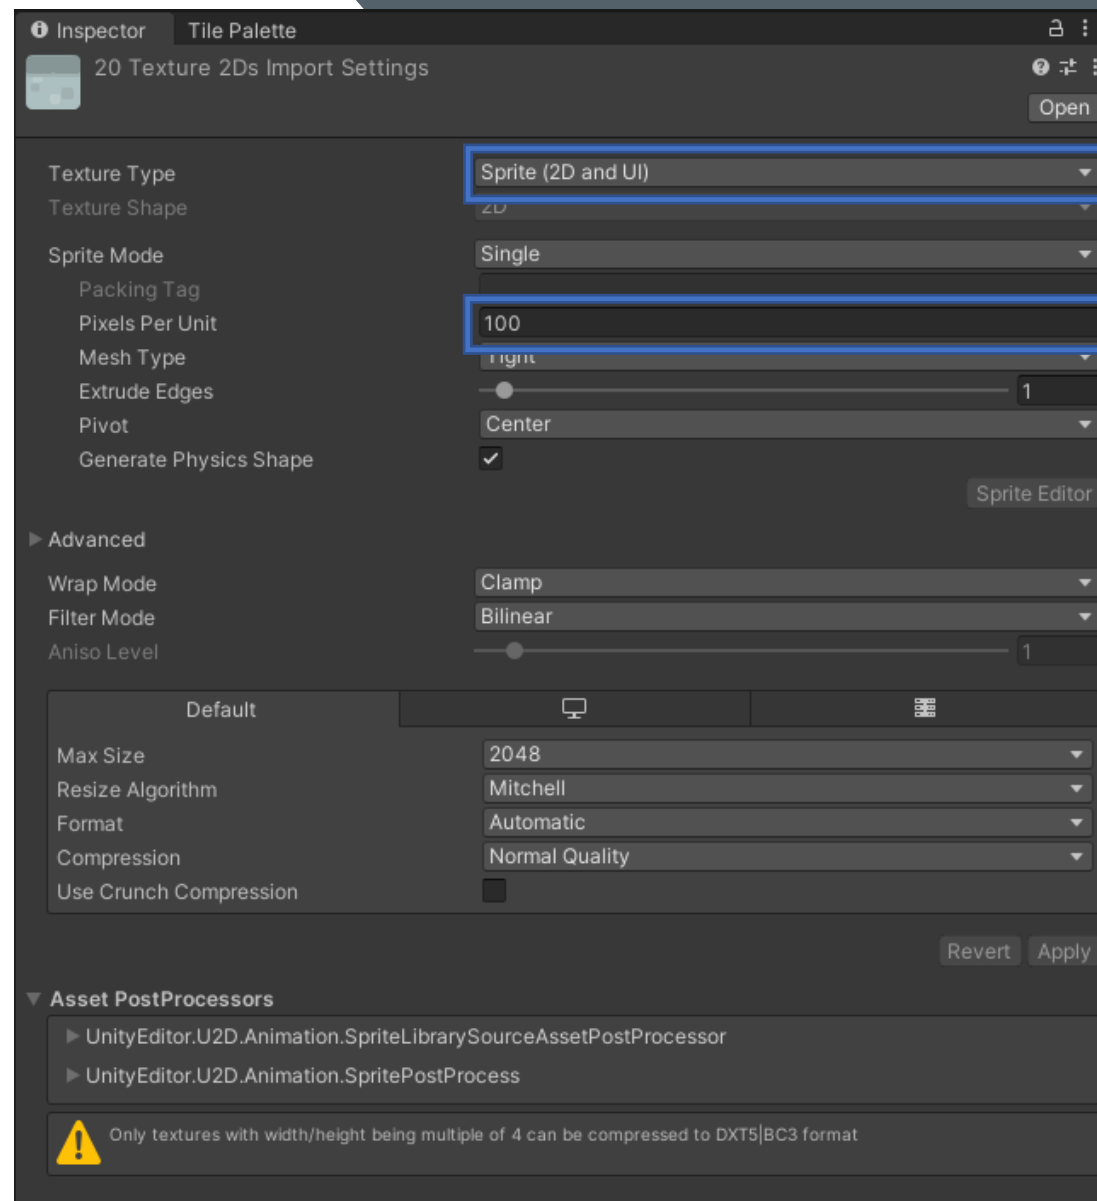 Inspector Tile Palette
20 Texture 2Ds Import Settings
Open
Texture Type Sprite (2D and UI)
Texture Shape 2D
Sprite Mode Single
Packing Tag
Pixels Per Unit 100
Mesh Type Tight
Extrude Edges 1
Pivot Center
Generate Physics Shape
Sprite Editor
Advanced
Wrap Mode Clamp
Filter Mode Bilinear
Aniso Level 1
Default
Max Size 2048
Resize Algorithm Mitchell
Format Automatic
Compression Normal Quality
Use Crunch Compression
Revert Apply
Asset PostProcessors
UnityEditor.U2D.Animation.SpriteLibrarySourceAssetPostProcessor
UnityEditor.U2D.Animation.SpritePostProcess
Only textures with width/height being multiple of 4 can be compressed to DXT5|BC3 format